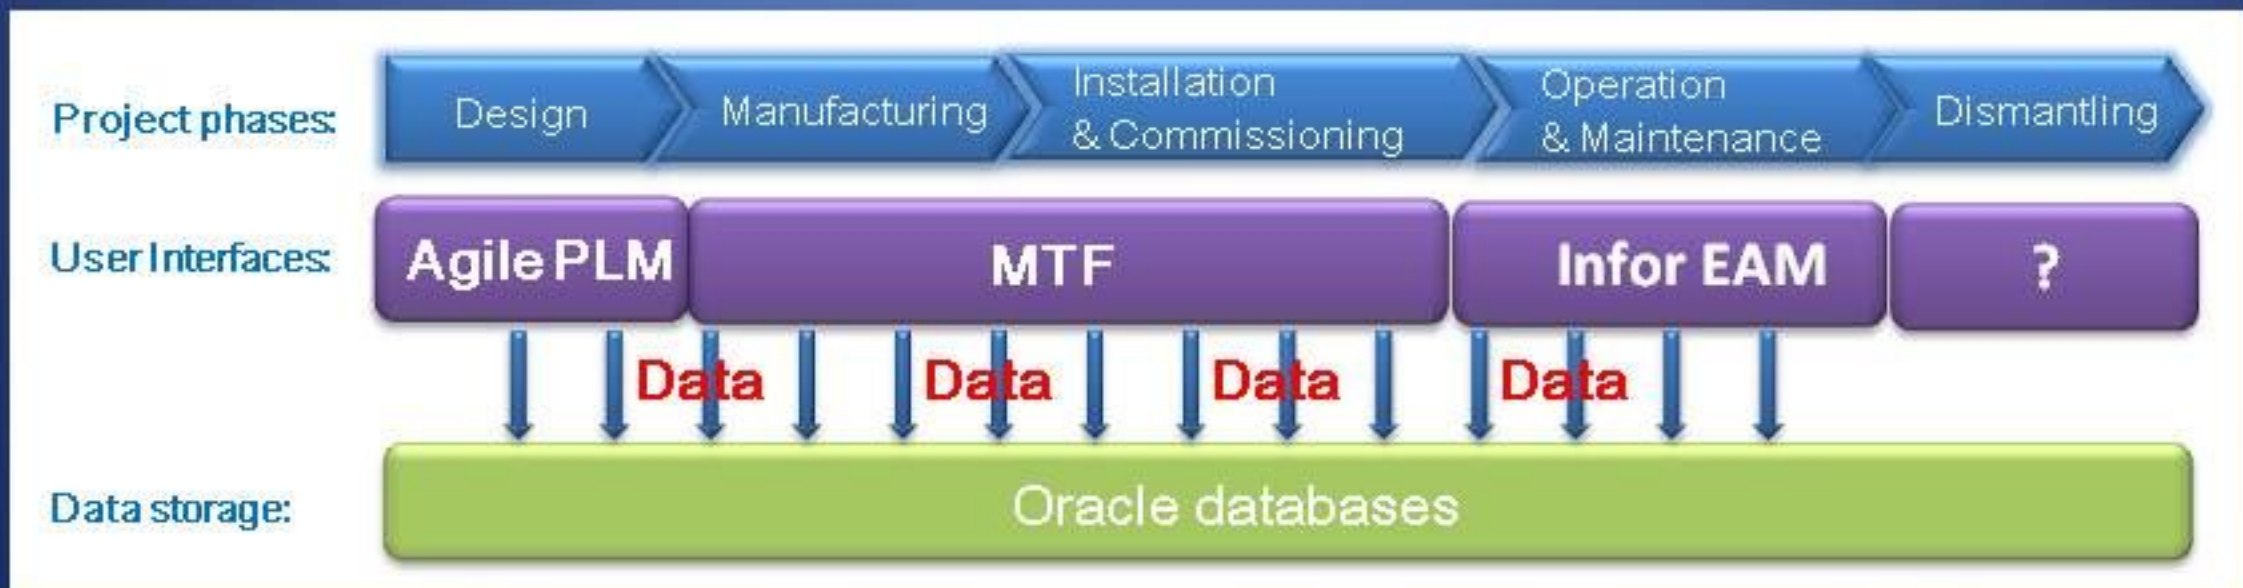 Project phases:
Design
Manufacturing
Installation
& Commissioning
Operation
& Maintenance
Dismantling
User Interfaces:
Agile PLM
MTF
Infor EAM
?
Data
Data
Data
Data
Data storage:
Oracle databases